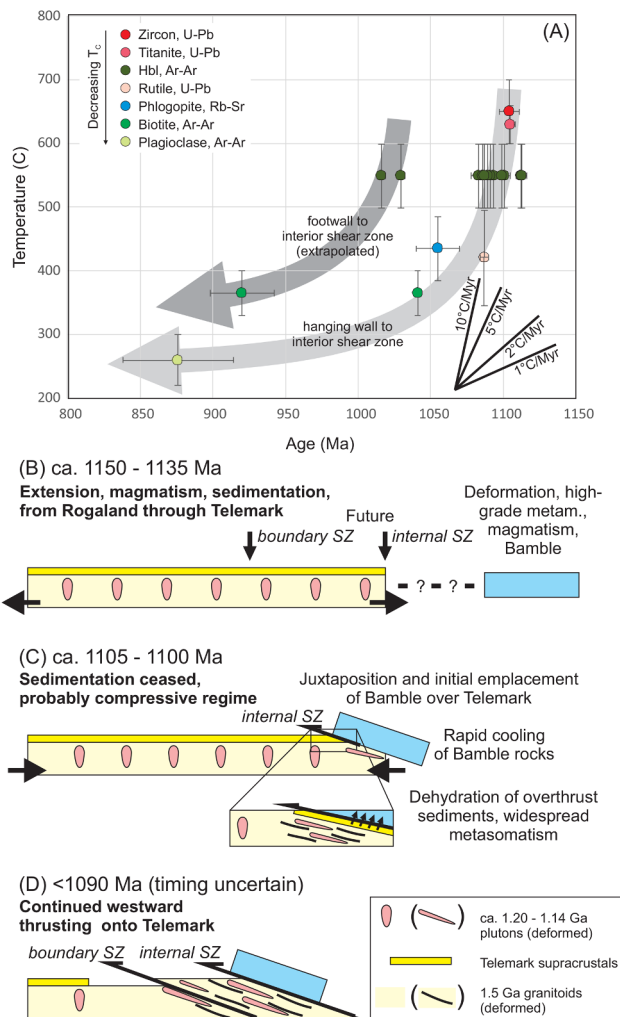 (A)
Zircon, U-Pb
Titanite, U-Pb
Hbl, Ar-Ar
Rutile, U-Pb
Phlogopite, Rb-Sr
Biotite, Ar-Ar
Plagioclase, Ar-Ar
Decreasing Tc
800
700
600
500
400
300
200
Temperature (C)
footwall to
interior shear zone
(extrapolated)
hanging wall to
interior shear zone
10°C/Myr
5°C/Myr
2°C/Myr
1°C/Myr
800
850
900
950
1000
1050
1100
1150
Age (Ma)
(B) ca. 1150 - 1135 Ma
Extension, magmatism, sedimentation,
from Rogaland through Telemark
Future
boundary SZ
internal SZ
Deformation, high-
grade metam.,
magmatism,
Bamble
? ?
(C) ca. 1105 - 1100 Ma
Sedimentation ceased,
probably compressive regime
Juxtaposition and initial emplacement
of Bamble over Telemark
internal SZ
Rapid cooling
of Bamble rocks
Dehydration of overthrust
sediments, widespread
metasomatism
(D) <1090 Ma (timing uncertain)
Continued westward
thrusting onto Telemark
boundary SZ
internal SZ
( )
ca. 1.20 - 1.14 Ga
plutons (deformed)
Telemark supracrustals
( )
1.5 Ga granitoids
(deformed)